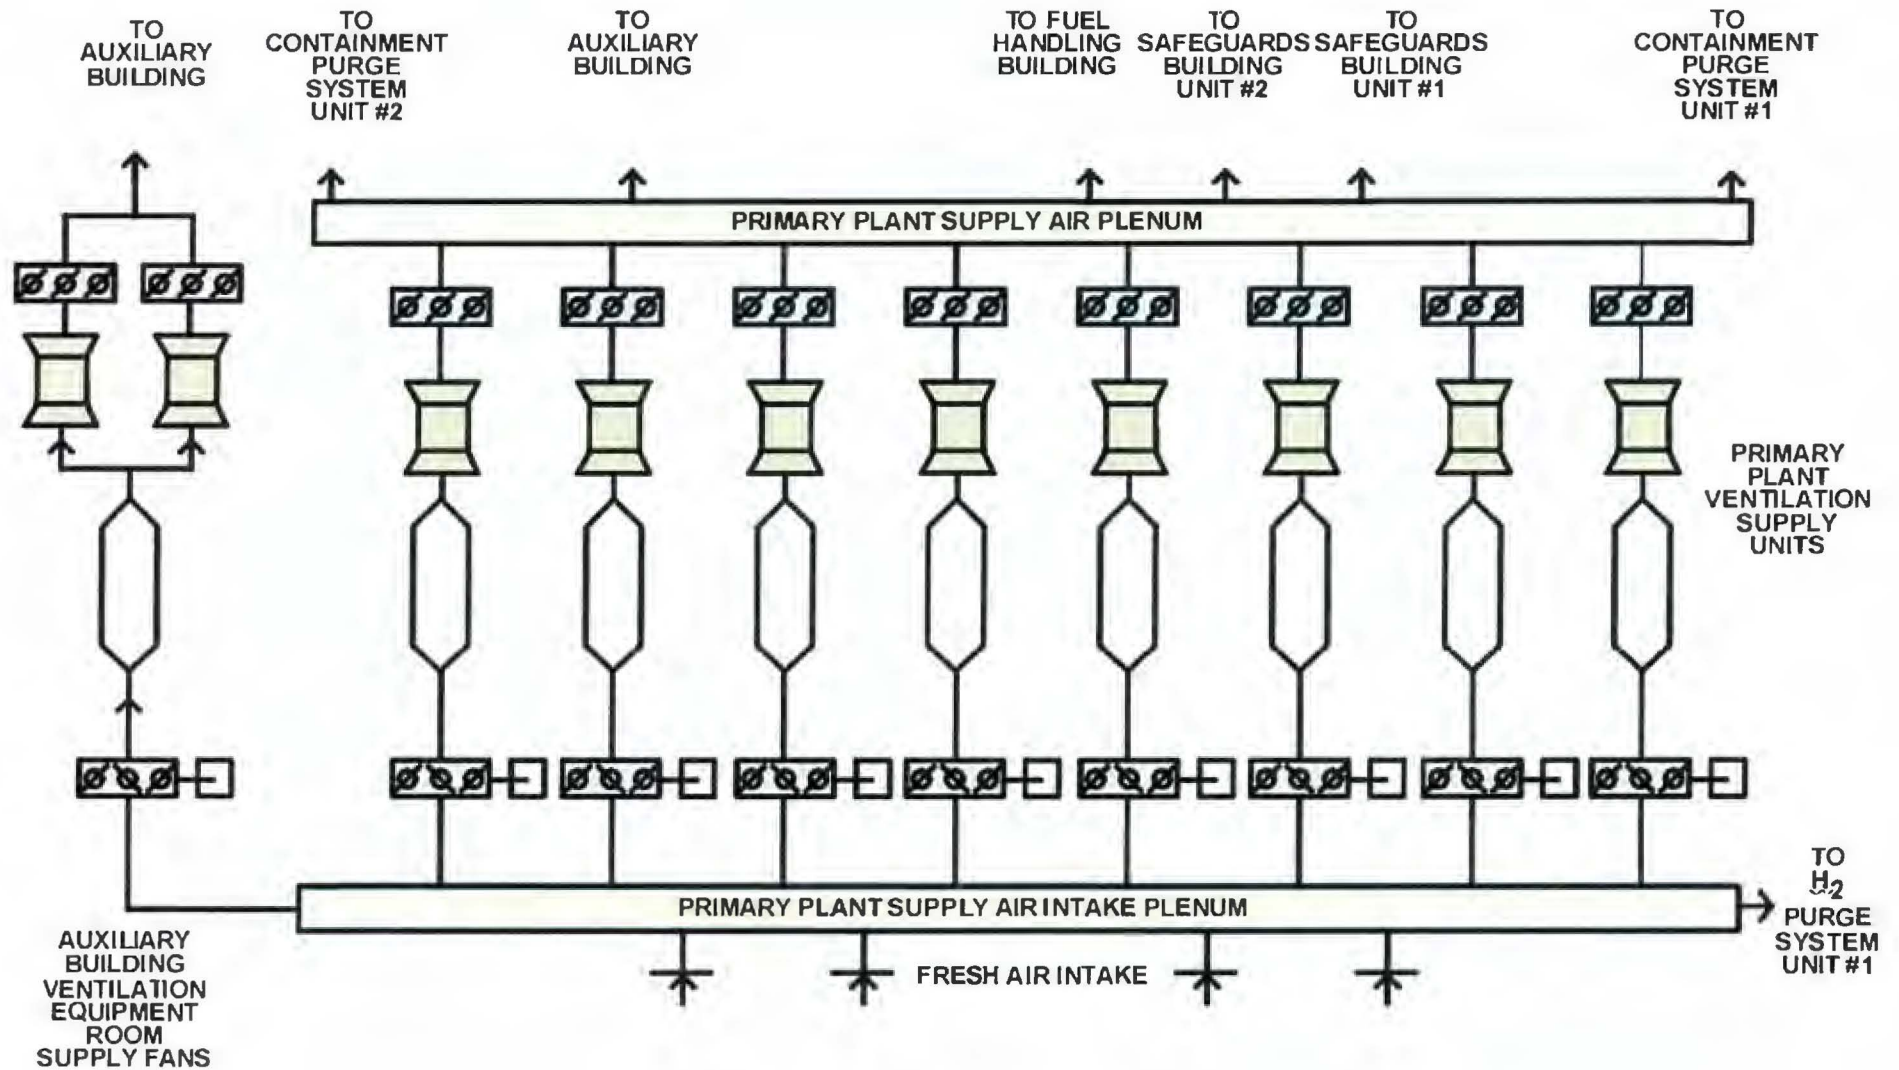 TO
AUXILIARY
BUILDING
TO
CONTAINMENT
PURGE
SYSTEM
UNIT #2
TO
AUXILIARY
BUILDING
TO FUEL
HANDLING
BUILDING
TO
SAFEGUARDS
BUILDING
UNIT #2
TO
SAFEGUARDS
BUILDING
UNIT #1
TO
CONTAINMENT
PURGE
SYSTEM
UNIT #1
PRIMARY PLANT SUPPLY AIR PLENUM
PRIMARY
PLANT
VENTILATION
SUPPLY
UNITS
PRIMARY PLANT SUPPLY AIR INTAKE PLENUM
TO
H2
PURGE
SYSTEM
UNIT #1
FRESH AIR INTAKE
AUXILIARY
BUILDING
VENTILATION
EQUIPMENT
ROOM
SUPPLY FANS